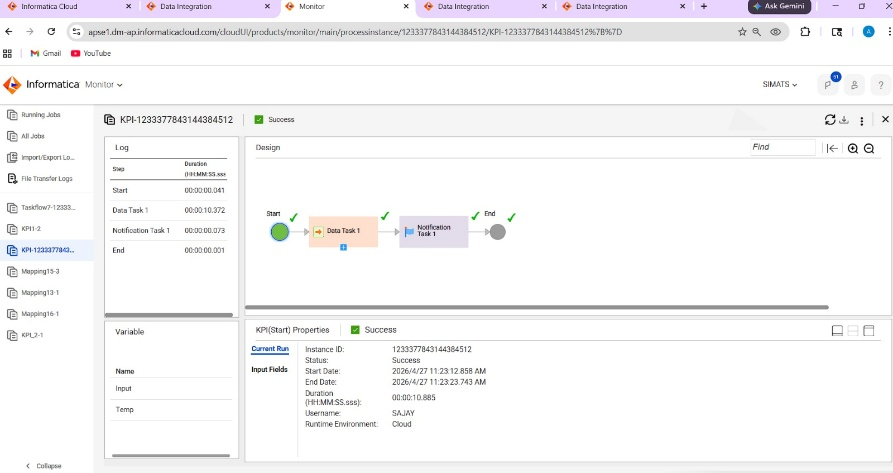 Informatica Cloud
Data Integration
Monitor
Data Integration
Data Integration
Ask Gemini
apse1.dm-ap.informaticacloud.com/cloudUI/products/monitor/main/processinstance/1233377843144384512/KPI-1233377843144384512%7B%7D
A
Gmail
YouTube
Informatica Monitor
SIMATS
11
?
Running Jobs
All Jobs
Import/Export Lo...
File Transfer Logs
Taskflow7-12333...
KPI1-2
KPI-1233377843...
Mapping15-3
Mapping13-1
Mapping16-1
KPI_2-1
Collapse
KPI-1233377843144384512
Success
Log
Step Duration (HH:MM:SS.sss)
Start 00:00:00.041
Data Task 1 00:00:10.372
Notification Task 1 00:00:00.073
End 00:00:00.001
Design
Find
Start
Data Task 1
Notification
Task 1
End
Variable
Name
Input
Temp
KPI(Start) Properties
Success
Current Run
Input Fields
Instance ID: 1233377843144384512
Status: Success
Start Date: 2026/4/27 11:23:12.858 AM
End Date: 2026/4/27 11:23:23.743 AM
Duration
(HH:MM:SS.sss): 00:00:10.885
Username: SAJAY
Runtime Environment: Cloud